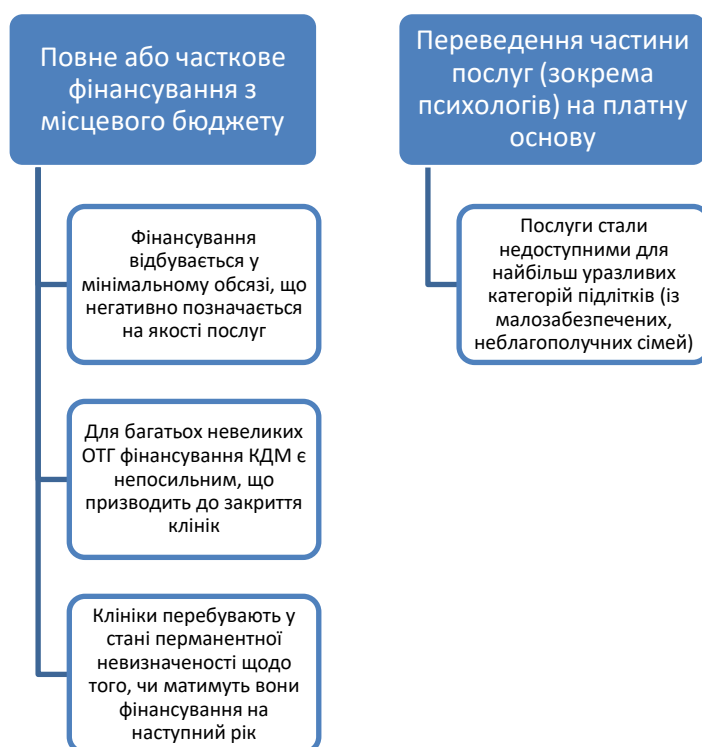 Повне або часткове
фінансування з
місцевого бюджету
Фінансування
відбувається у
мінімальному обсязі, що
негативно позначається
на якості послуг
Для багатьох невеликих
ОТГ фінансування КДМ є
непосильним, що
призводить до закриття
клінік
Клініки перебувають у
стані перманентної
невизначеності щодо
того, чи матимуть вони
фінансування на
наступний рік
Переведення частини
послуг (зокрема
психологів) на платну
основу
Послуги стали
недоступними для
найбільш уразливих
категорій підлітків (із
малозабезпечених,
неблагополучних сімей)